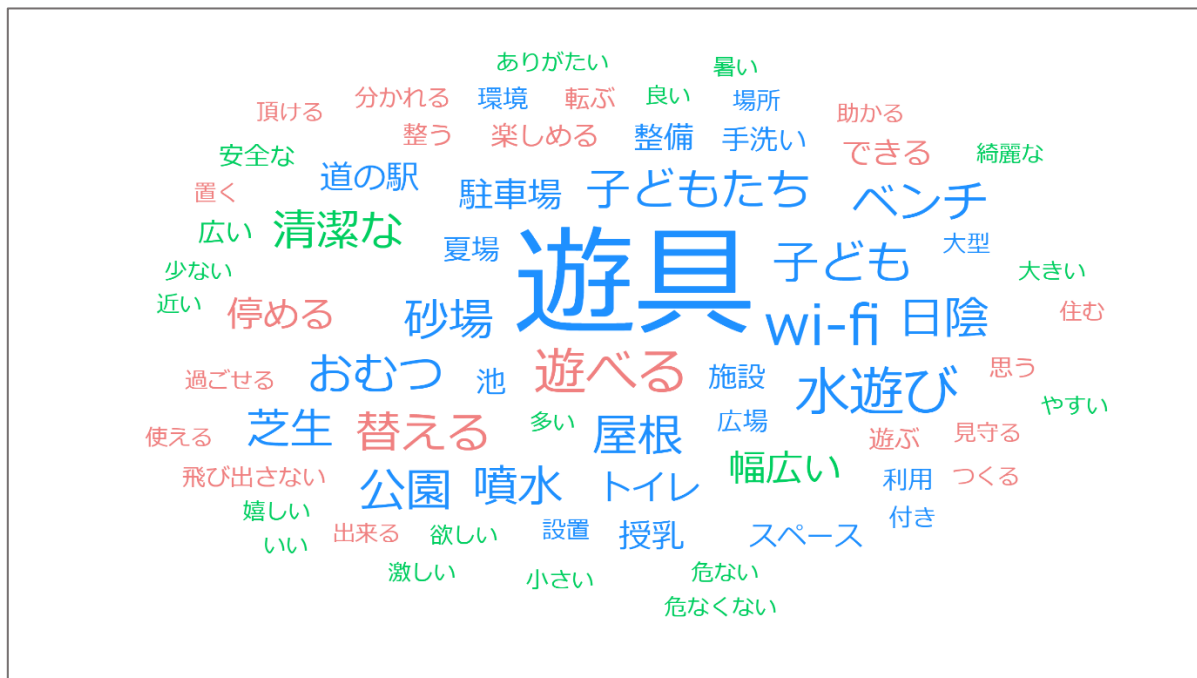 ありがたい
暑い
頂ける
分かれる
環境
転ぶ
良い
場所
助かる
整う
楽しめる
整備
手洗い
できる
綺麗な
安全な
道の駅
駐車場
子どもたち
ベンチ
置く
広い
清潔な
夏場
遊具
子ども
大型
少ない
大きい
近い
停める
砂場
wi-fi
日陰
住む
過ごせる
おむつ
池
遊べる
施設
水遊び
思う
やすい
使える
芝生
替える
多い
屋根
広場
遊ぶ
見守る
飛び出さない
公園
噴水
トイレ
幅広い
利用
つくる
嬉しい
いい
出来る
欲しい
設置
授乳
スペース
付き
激しい
小さい
危ない
危なくない